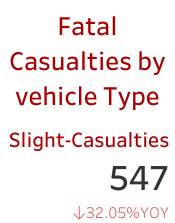 Fatal
Casualties by
vehicle Type
Slight-Casualties
547
↓32.05%YOY